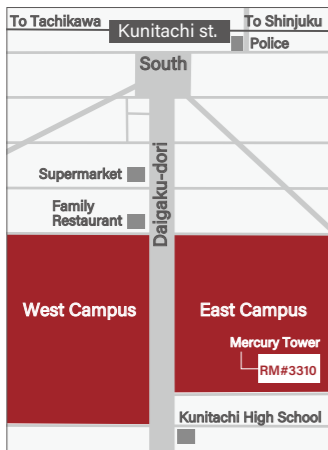 To Tachikawa
To Shinjuku
Kunitachi st.
Police
South
Supermarket
Family
Restaurant
Daigaku-dori
West Campus
East Campus
Mercury Tower
RM#3310
Kunitachi High School